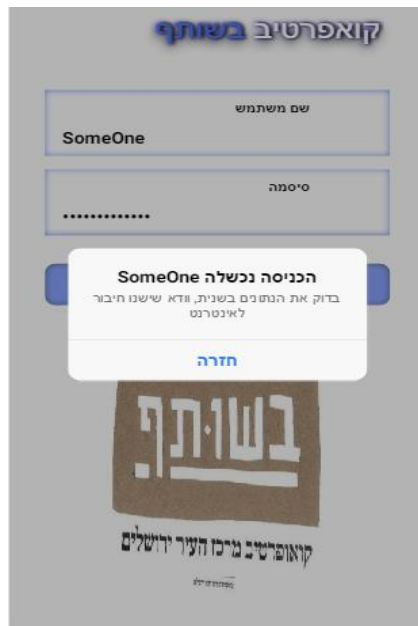 קואפרטיב בשותף
שם משתמש
SomeOne
סיסמה
•••••••••••••
הכניסה נכשלה SomeOne
בדוק את הנתונים בשנית, וודא שישנו חיבור
לאינטרנט
חזרה
בשותף
קואופרטיב מרכז העיר ירושלים